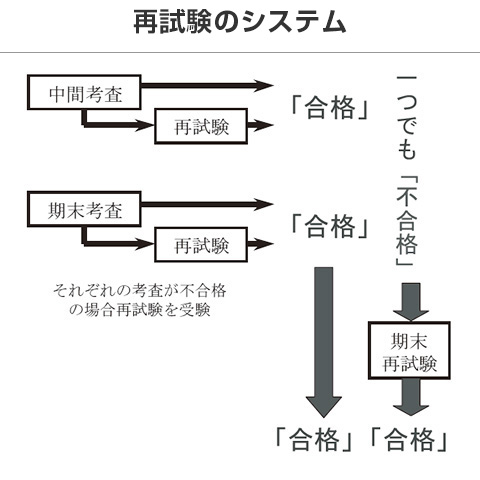 再試験のシステム
中間考査
再試験
「合格」
期末考査
再試験
「合格」
それぞれの考査が不合格
の場合再試験を受験
一つでも「不合格」
期末
再試験
「合格」「合格」